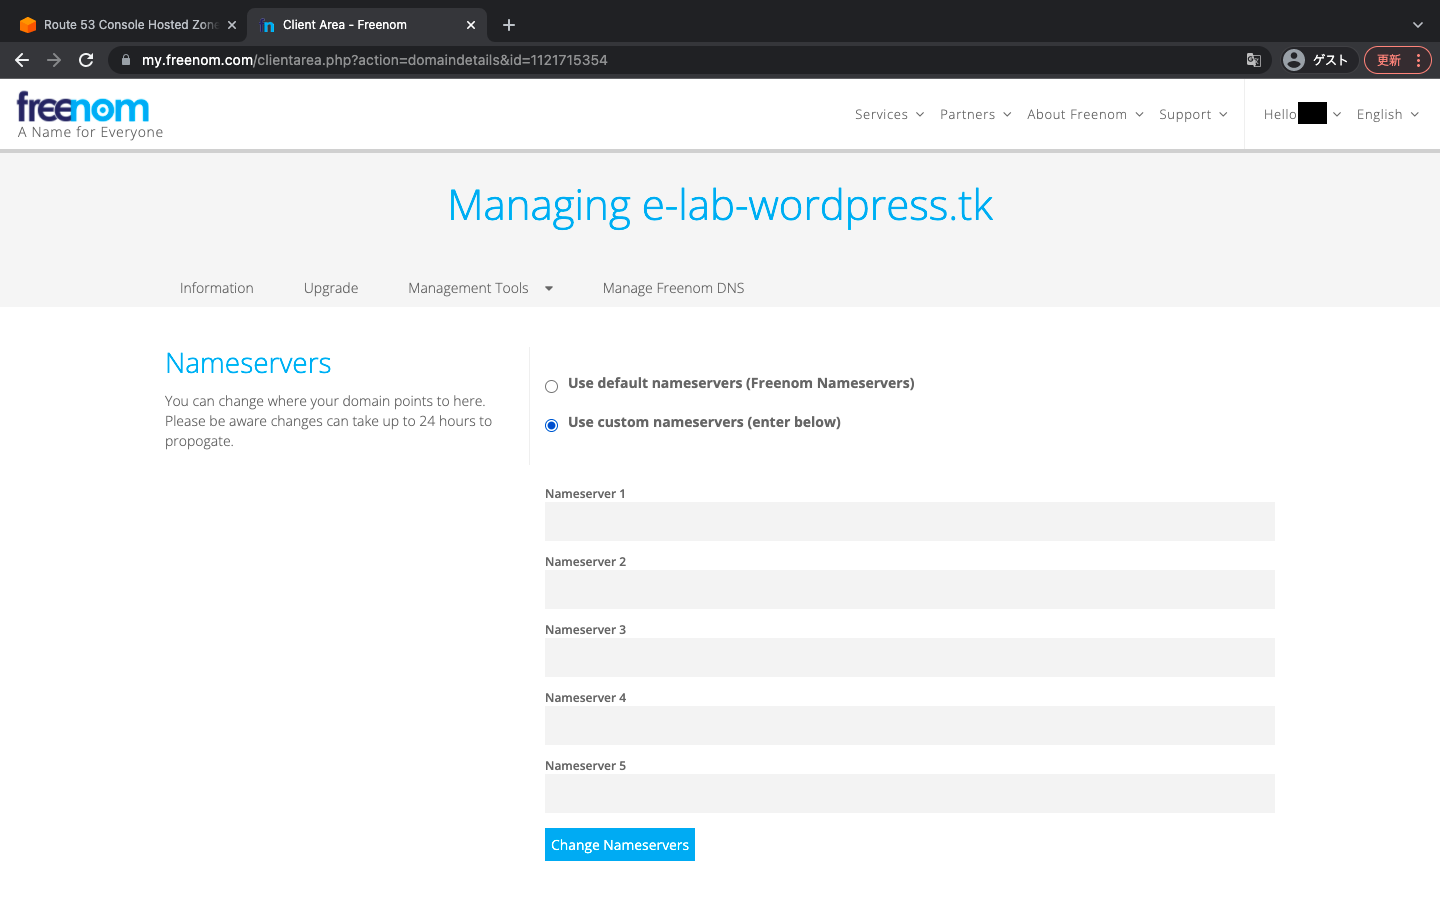 Route 53 Console Hosted Zone
Client Area - Freenom
my.freenom.com/clientarea.php?action=domaindetails&id=1121715354
ゲスト
更新
freenom
A Name for Everyone
Services
Partners
About Freenom
Support
Hello
English
Managing e-lab-wordpress.tk
Information
Upgrade
Management Tools
Manage Freenom DNS
Nameservers
You can change where your domain points to here.
Please be aware changes can take up to 24 hours to
propogate.
Use default nameservers (Freenom Nameservers)
Use custom nameservers (enter below)
Nameserver 1
Nameserver 2
Nameserver 3
Nameserver 4
Nameserver 5
Change Nameservers